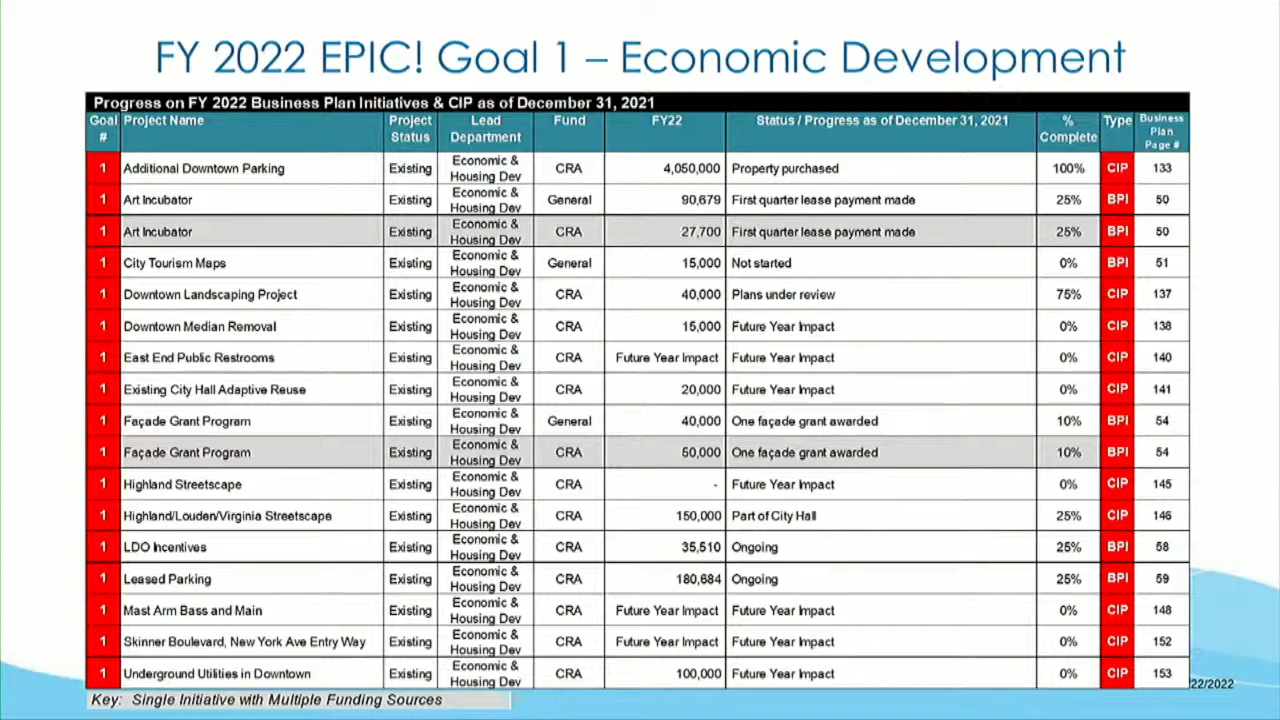 FY 2022 EPIC! Goal 1 – Economic Development
Progress on FY 2022 Business Plan Initiatives & CIP as of December 31, 2021
Goal # Project Name Project Status Lead Department Fund FY22 Status / Progress as of December 31, 2021 % Complete Type Business Plan Page #
1 Additional Downtown Parking Existing Economic & Housing Dev CRA 4,050,000 Property purchased 100% CIP 133
1 Art Incubator Existing Economic & Housing Dev General 90,679 First quarter lease payment made 25% BPI 50
1 Art Incubator Existing Economic & Housing Dev CRA 27,700 First quarter lease payment made 25% BPI 50
1 City Tourism Maps Existing Economic & Housing Dev General 15,000 Not started 0% BPI 51
1 Downtown Landscaping Project Existing Economic & Housing Dev CRA 40,000 Plans under review 75% CIP 137
1 Downtown Median Removal Existing Economic & Housing Dev CRA 15,000 Future Year Impact 0% CIP 138
1 East End Public Restrooms Existing Economic & Housing Dev CRA Future Year Impact Future Year Impact 0% CIP 140
1 Existing City Hall Adaptive Reuse Existing Economic & Housing Dev CRA 20,000 Future Year Impact 0% CIP 141
1 Façade Grant Program Existing Economic & Housing Dev General 40,000 One façade grant awarded 10% BPI 54
1 Façade Grant Program Existing Economic & Housing Dev CRA 50,000 One façade grant awarded 10% BPI 54
1 Highland Streetscape Existing Economic & Housing Dev CRA - Future Year Impact 0% CIP 145
1 Highland/Louden/Virginia Streetscape Existing Economic & Housing Dev CRA 150,000 Part of City Hall 25% CIP 146
1 LDO Incentives Existing Economic & Housing Dev CRA 35,510 Ongoing 25% BPI 58
1 Leased Parking Existing Economic & Housing Dev CRA 180,684 Ongoing 25% BPI 59
1 Mast Arm Bass and Main Existing Economic & Housing Dev CRA Future Year Impact Future Year Impact 0% CIP 148
1 Skinner Boulevard, New York Ave Entry Way Existing Economic & Housing Dev CRA Future Year Impact Future Year Impact 0% CIP 152
1 Underground Utilities in Downtown Existing Economic & Housing Dev CRA 100,000 Future Year Impact 0% CIP 153
Key: Single Initiative with Multiple Funding Sources
22/2022